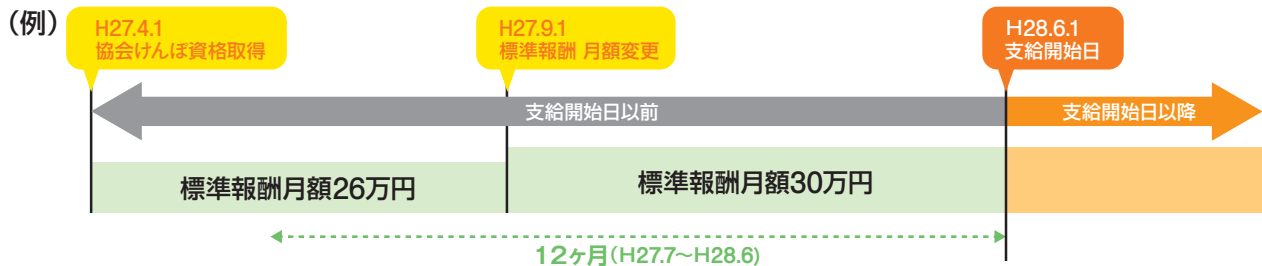 （例）
H27.4.1
協会けんぽ資格取得
H27.9.1
標準報酬 月額変更
H28.6.1
支給開始日
支給開始日以前
支給開始日以降
標準報酬月額26万円
標準報酬月額30万円
12ヶ月(H27.7〜H28.6)